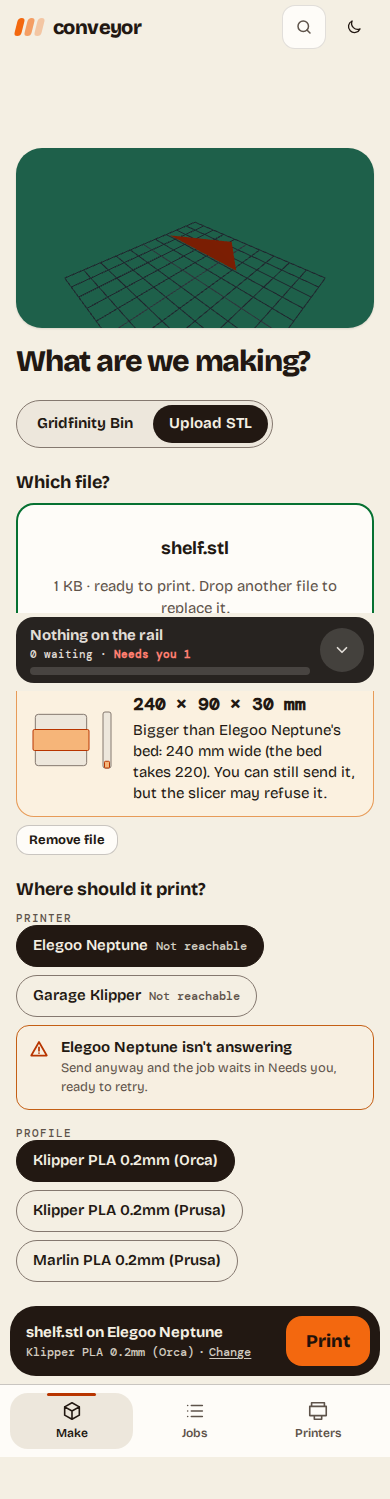 conveyor
What are we making?
Gridfinity Bin
Upload STL
Which file?
shelf.stl
1 KB · ready to print. Drop another file to
replace it.
Nothing on the rail
0 waiting · Needs you 1
240 × 90 × 30 mm
Bigger than Elegoo Neptune's
bed: 240 mm wide (the bed
takes 220). You can still send it,
but the slicer may refuse it.
Remove file
Where should it print?
PRINTER
Elegoo Neptune Not reachable
Garage Klipper Not reachable
Elegoo Neptune isn't answering
Send anyway and the job waits in Needs you,
ready to retry.
PROFILE
Klipper PLA 0.2mm (Orca)
Klipper PLA 0.2mm (Prusa)
Marlin PLA 0.2mm (Prusa)
shelf.stl on Elegoo Neptune
Klipper PLA 0.2mm (Orca) · Change
Print
Make
Jobs
Printers